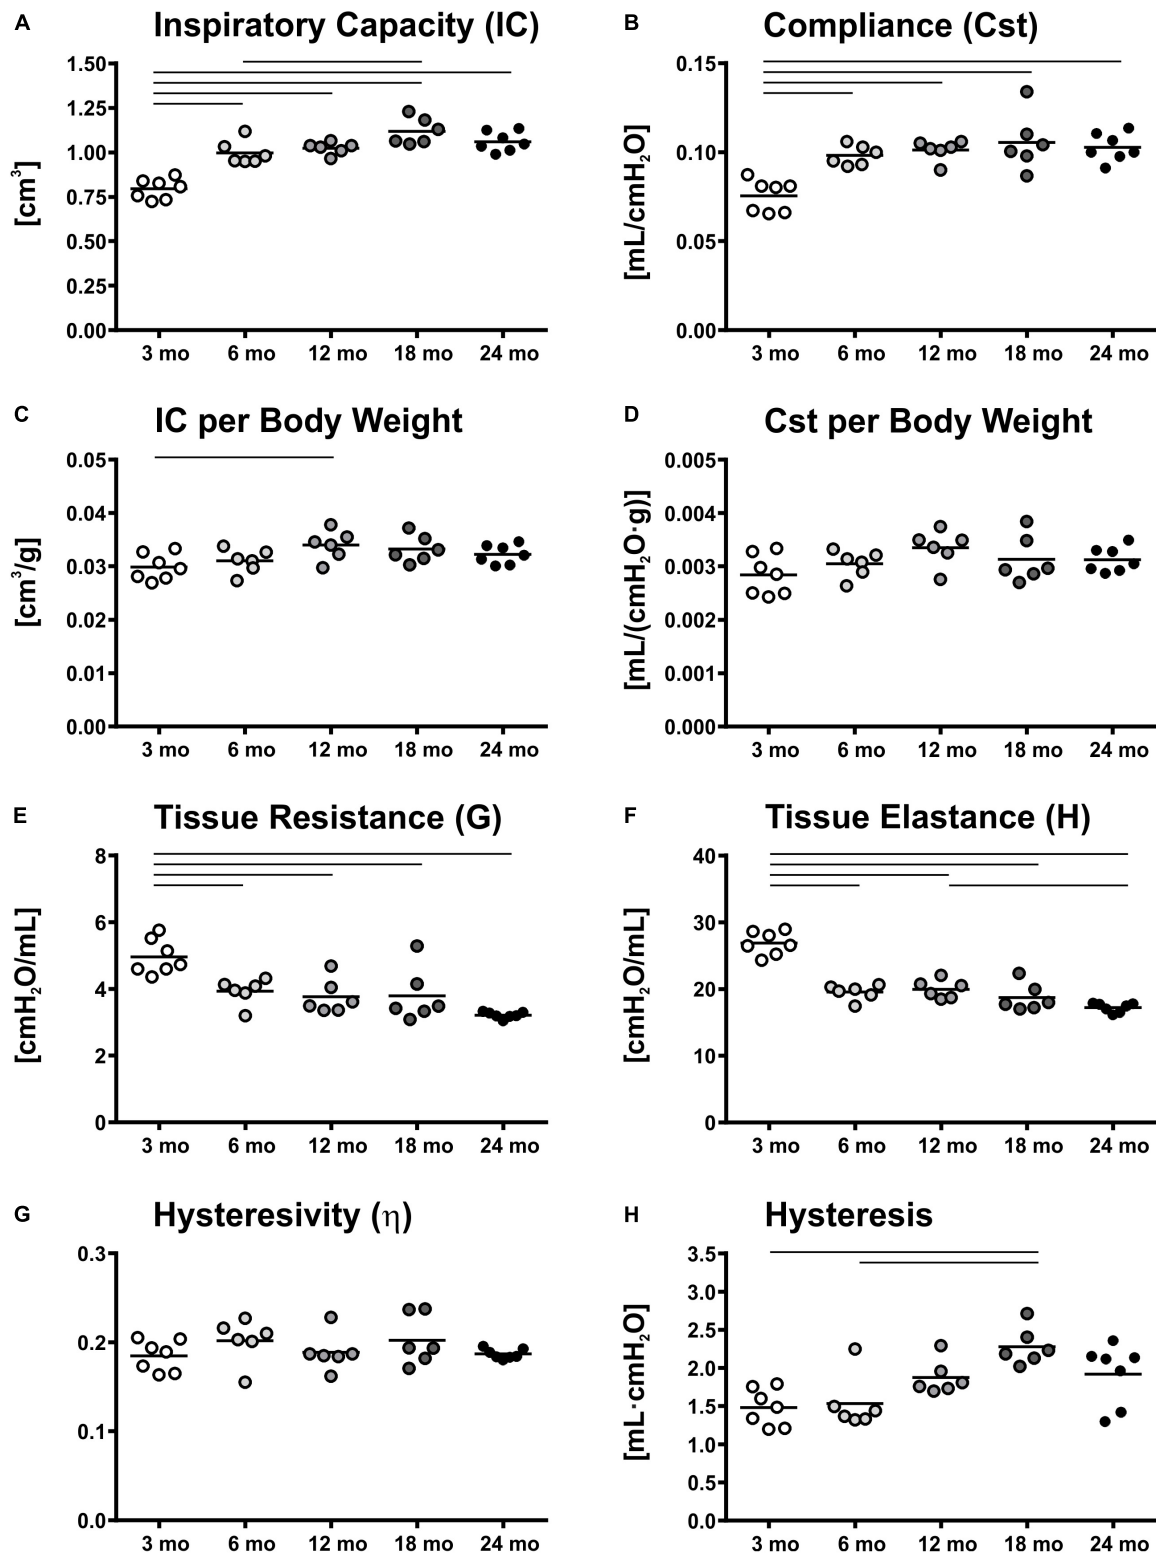 A Inspiratory Capacity (IC)
[cm³]
1.50
1.25
1.00
0.75
0.50
0.25
0.00
3 mo 6 mo 12 mo 18 mo 24 mo
B Compliance (Cst)
[mL/cmH₂O]
0.15
0.10
0.05
0.00
3 mo 6 mo 12 mo 18 mo 24 mo
C IC per Body Weight
[cm³/g]
0.05
0.04
0.03
0.02
0.01
0.00
3 mo 6 mo 12 mo 18 mo 24 mo
D Cst per Body Weight
[mL/(cmH₂O·g)]
0.005
0.004
0.003
0.002
0.001
0.000
3 mo 6 mo 12 mo 18 mo 24 mo
E Tissue Resistance (G)
[cmH₂O/mL]
8
6
4
2
0
3 mo 6 mo 12 mo 18 mo 24 mo
F Tissue Elastance (H)
[cmH₂O/mL]
40
30
20
10
0
3 mo 6 mo 12 mo 18 mo 24 mo
G Hysteresivity (η)
0.3
0.2
0.1
0.0
3 mo 6 mo 12 mo 18 mo 24 mo
H Hysteresis
[mL·cmH₂O]
3.5
3.0
2.5
2.0
1.5
1.0
0.5
0.0
3 mo 6 mo 12 mo 18 mo 24 mo